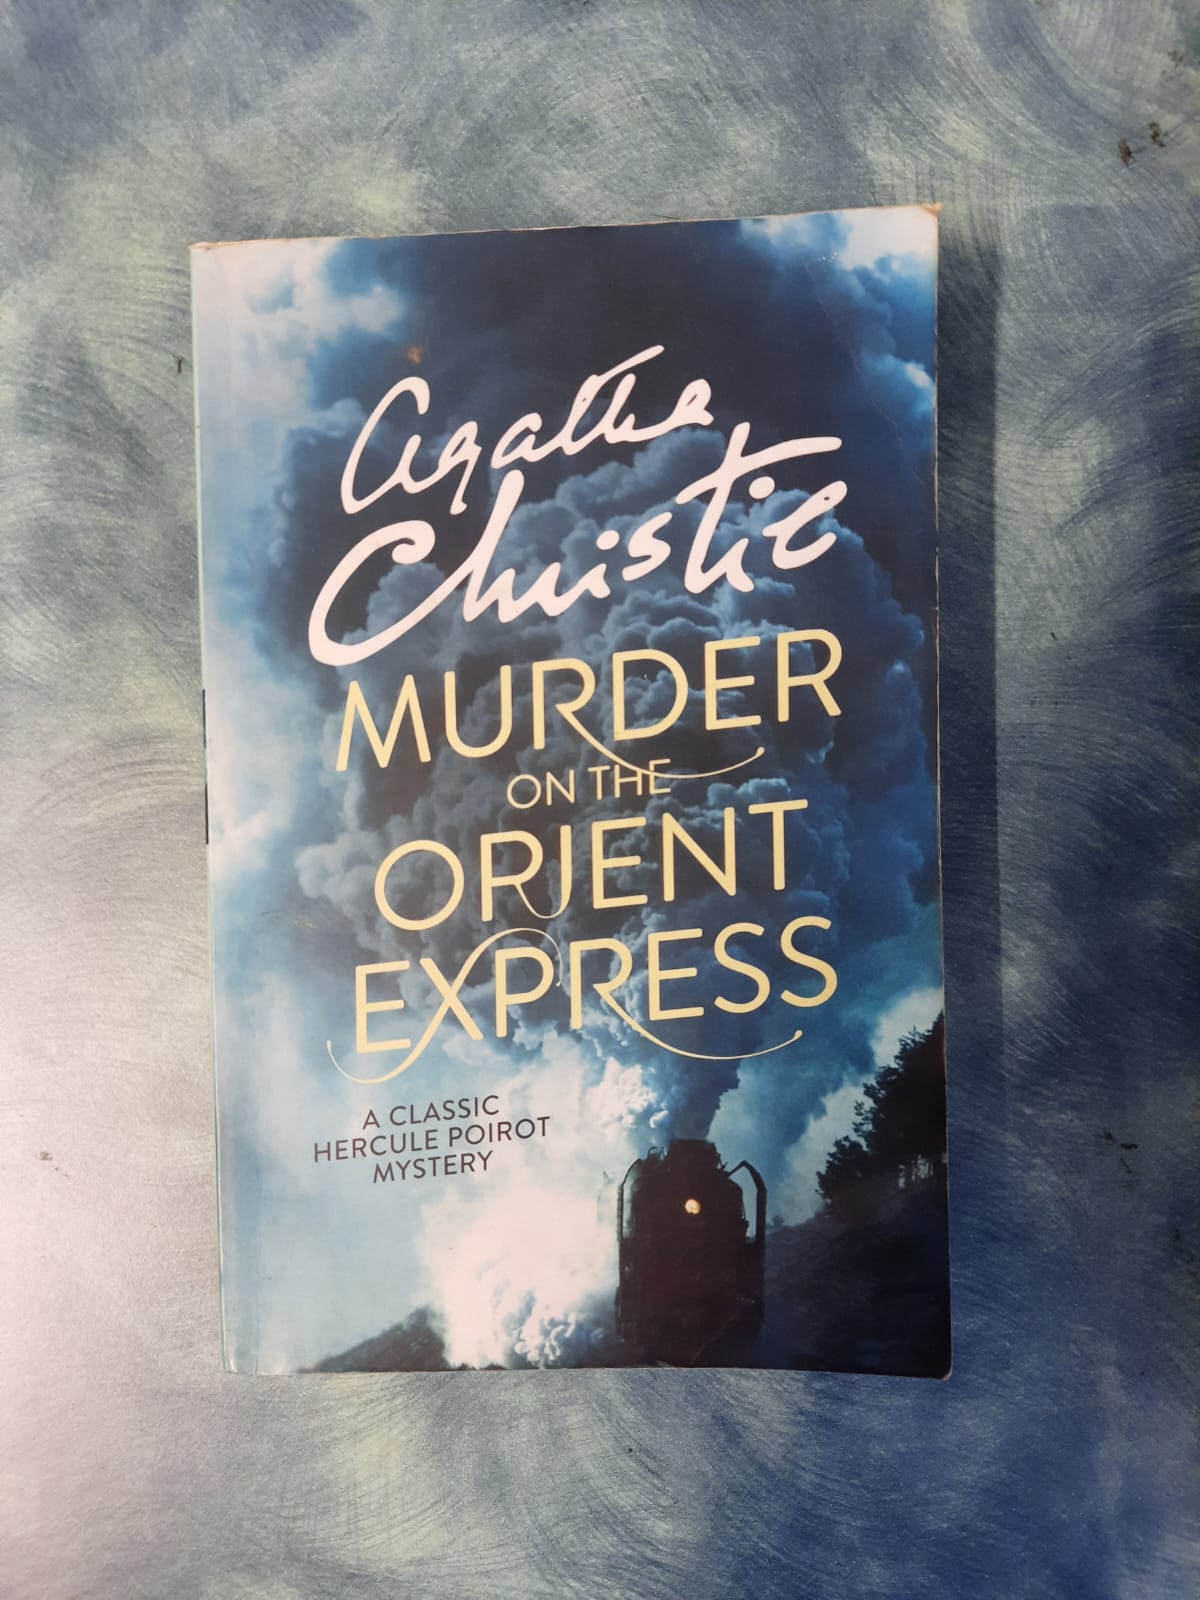 Agatha
Christie
MURDER
ON THE
ORIENT
EXPRESS
A CLASSIC
HERCULE POIROT
MYSTERY